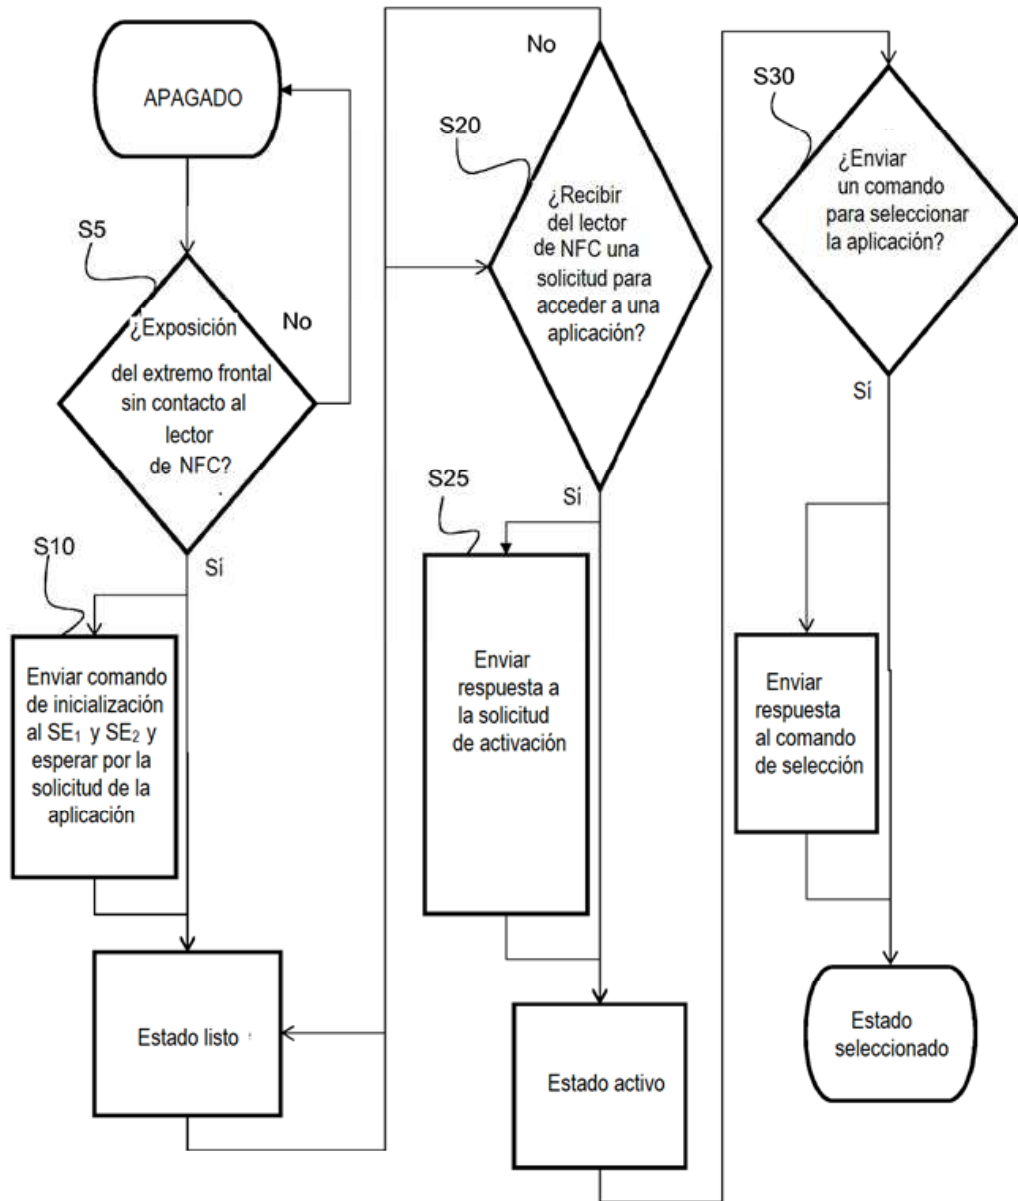 APAGADO
S5
¿Exposición
del extremo frontal
sin contacto al
lector
de NFC?
No
Sí
S10
Enviar comando
de inicialización
al SE₁ y SE₂ y
esperar por la
solicitud de la
aplicación
Estado listo
No
S20
¿Recibir
del lector
de NFC una
solicitud para
acceder a una
aplicación?
Sí
S25
Enviar
respuesta a
la solicitud
de activación
Estado activo
S30
¿Enviar
un comando
para seleccionar
la aplicación?
Sí
Enviar
respuesta
al comando
de selección
Estado
seleccionado